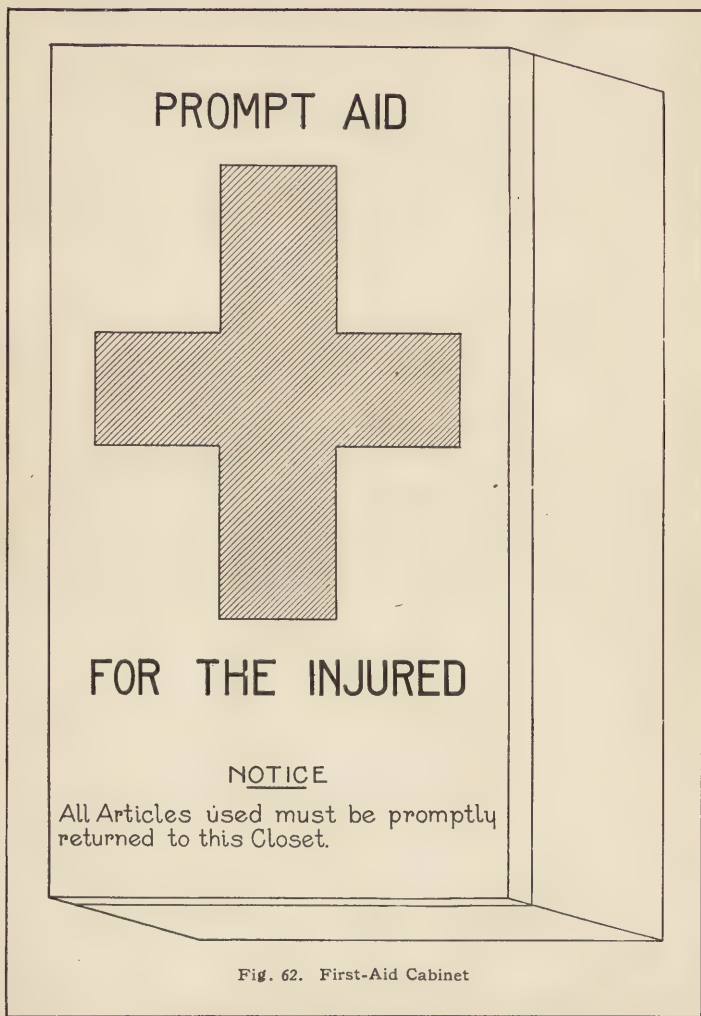 PROMPT AID
FOR THE INJURED
NOTICE
All Articles used must be promptly
returned to this Closet.
Fig. 62. First-Aid Cabinet